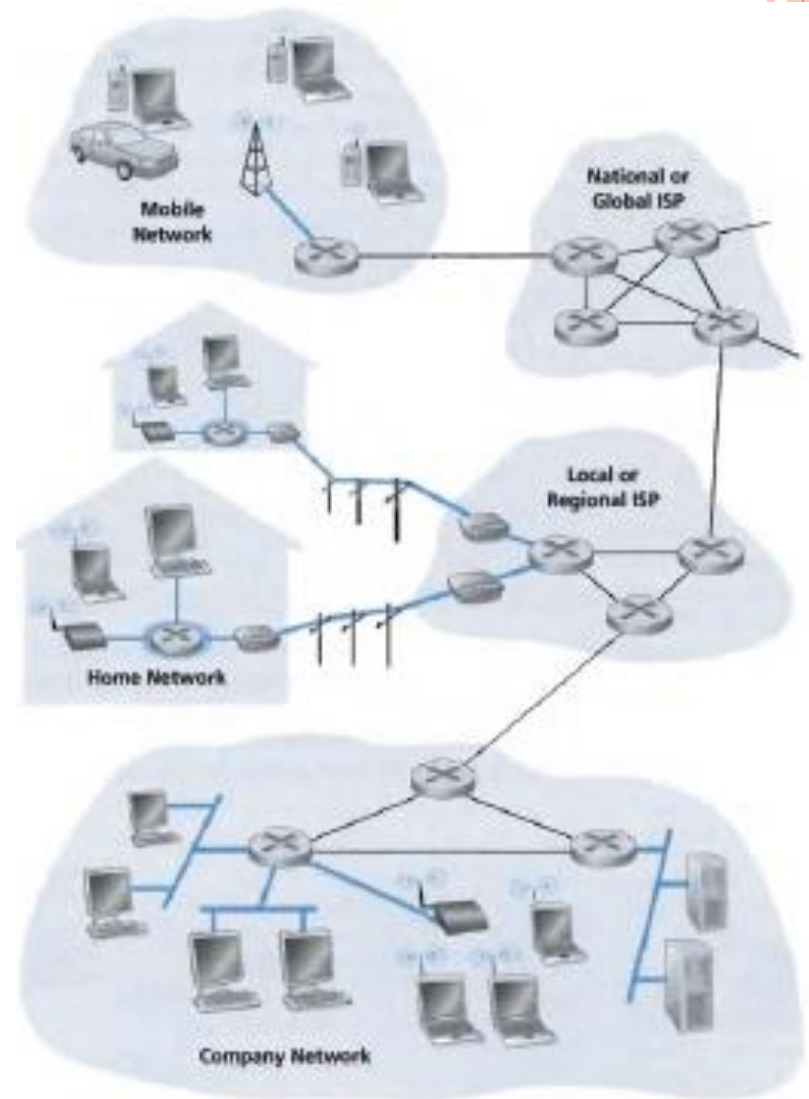 Mobile
Network
National or
Global ISP
Local or
Regional ISP
Home Network
Company Network